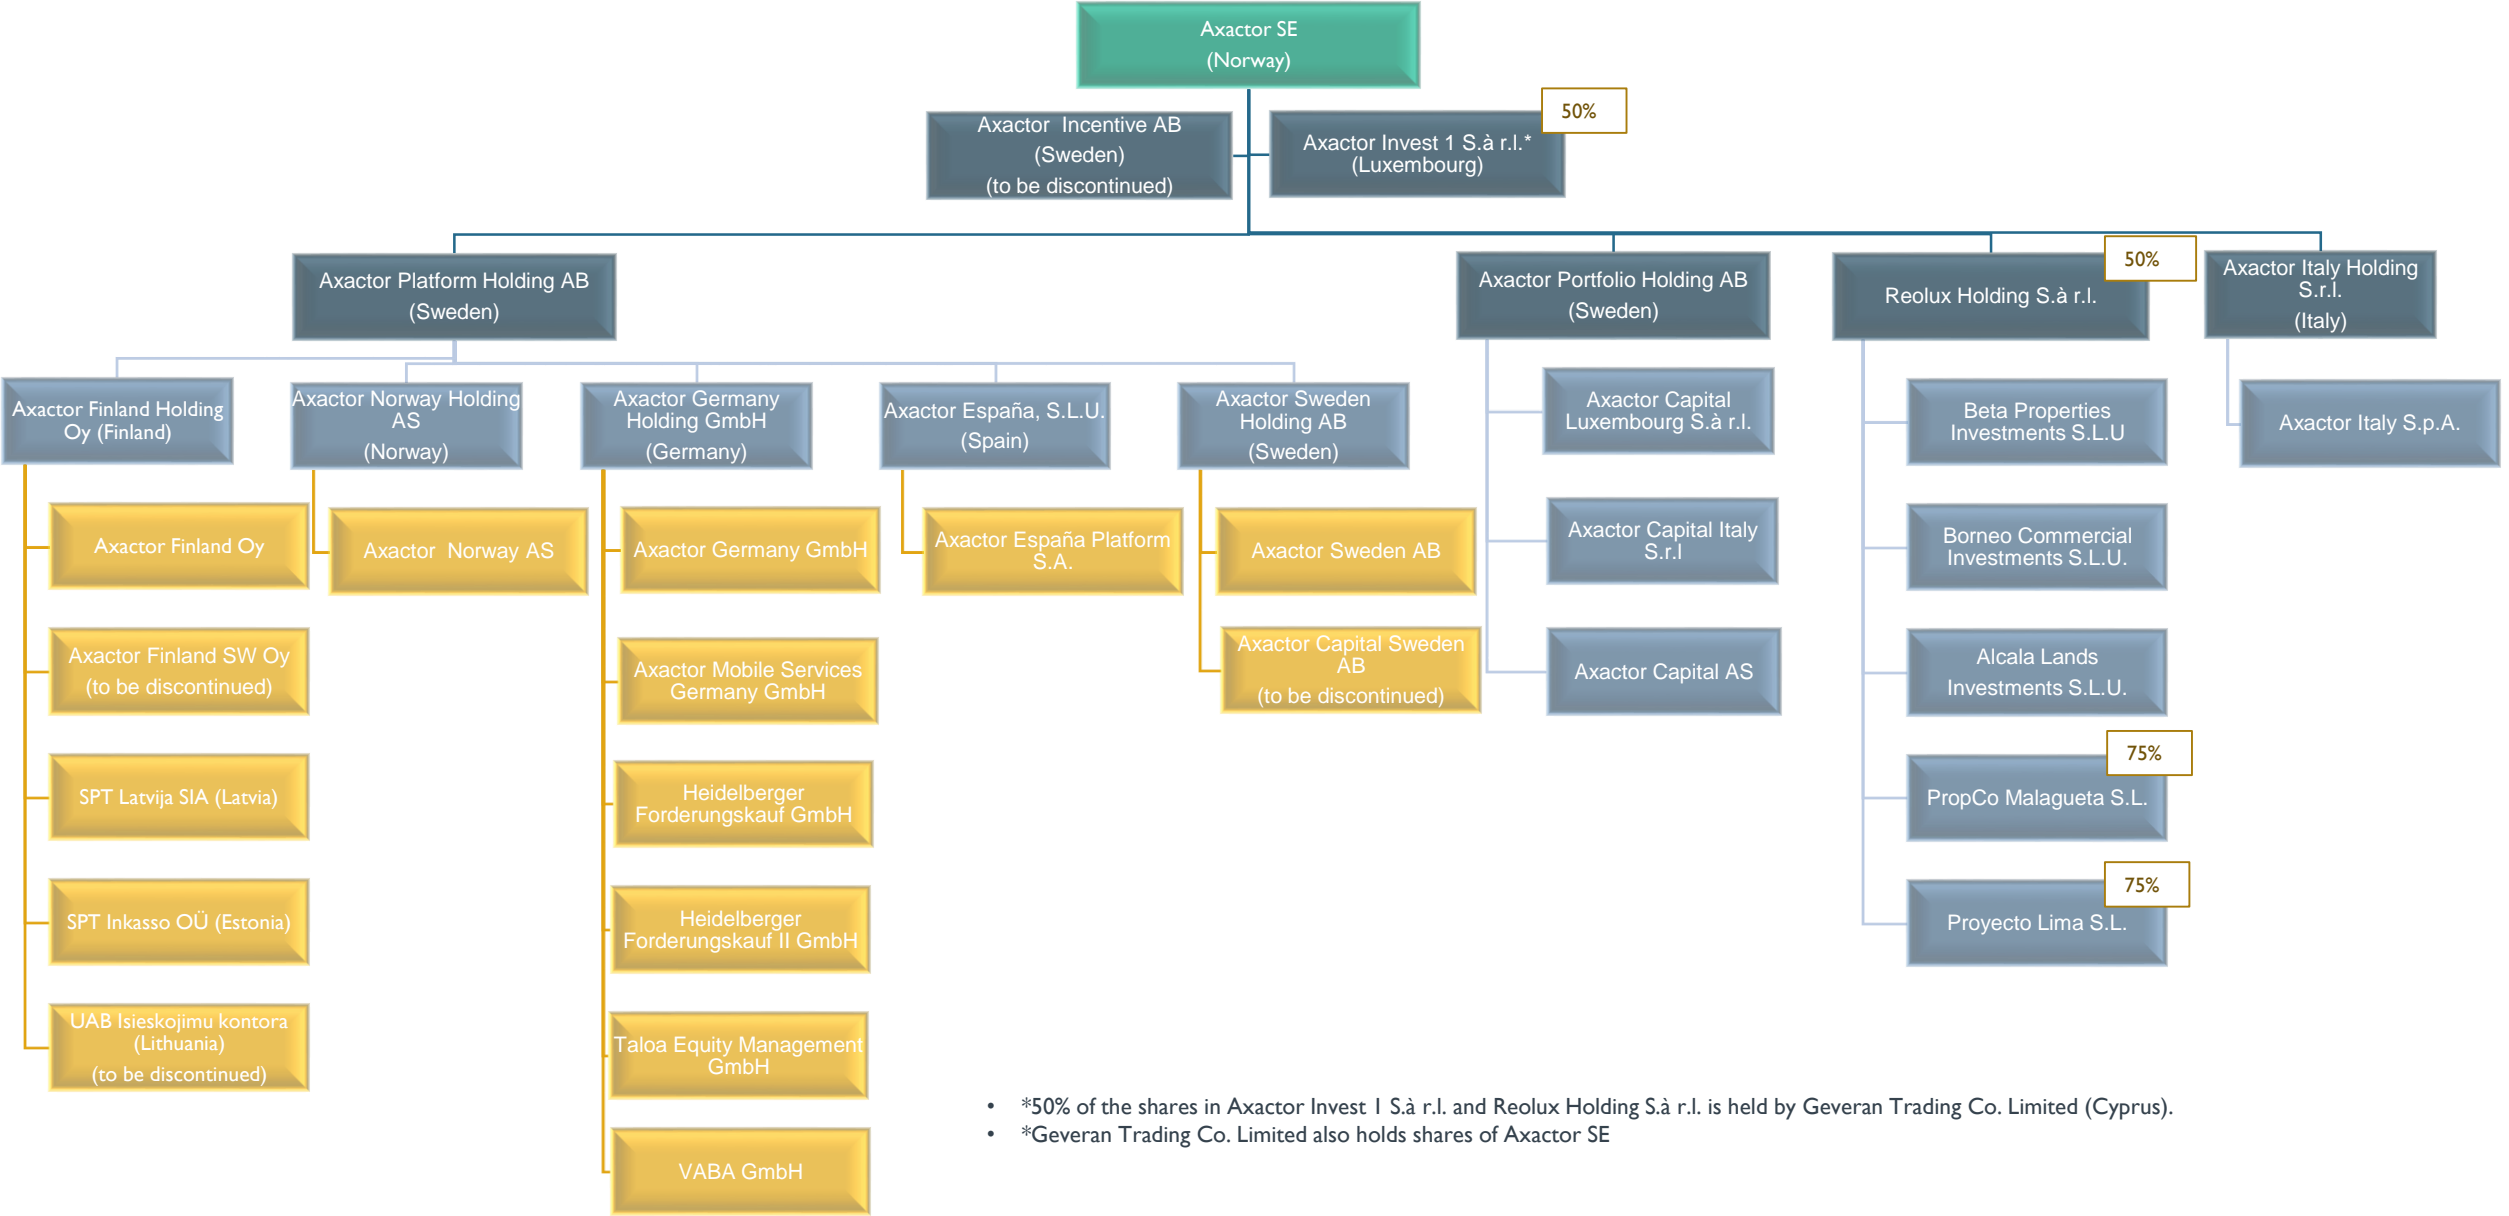 Axactor SE
(Norway)
50%
Axactor  Incentive AB
(Sweden)
(to be discontinued)
Axactor Invest 1 S.à r.l.*
(Luxembourg)
Axactor Platform Holding AB
(Sweden)
Axactor Portfolio Holding AB
(Sweden)
50%
Reolux Holding S.à r.l.
Axactor Italy Holding
S.r.l.
(Italy)
Axactor Finland Holding
Oy (Finland)
Axactor Norway Holding
AS
(Norway)
Axactor Germany
Holding GmbH
(Germany)
Axactor España, S.L.U.
(Spain)
Axactor Sweden
Holding AB
(Sweden)
Axactor Capital
Luxembourg S.à r.l.
Beta Properties
Investments S.L.U
Axactor Italy S.p.A.
Axactor Finland Oy
Axactor  Norway AS
Axactor Germany GmbH
Axactor España Platform
S.A.
Axactor Sweden AB
Axactor Capital Italy
S.r.l
Borneo Commercial
Investments S.L.U.
Axactor Finland SW Oy
(to be discontinued)
Axactor Mobile Services
Germany GmbH
Axactor Capital Sweden
AB
(to be discontinued)
Axactor Capital AS
Alcala Lands
Investments S.L.U.
SPT Latvija SIA (Latvia)
Heidelberger
Forderungskauf GmbH
75%
PropCo Malagueta S.L.
SPT Inkasso OÜ (Estonia)
Heidelberger
Forderungskauf II GmbH
75%
Proyecto Lima S.L.
UAB Isieskojimu kontora
(Lithuania)
(to be discontinued)
Taloa Equity Management
GmbH
VABA GmbH
• *50% of the shares in Axactor Invest 1 S.à r.l. and Reolux Holding S.à r.l. is held by Geveran Trading Co. Limited (Cyprus).
• *Geveran Trading Co. Limited also holds shares of Axactor SE